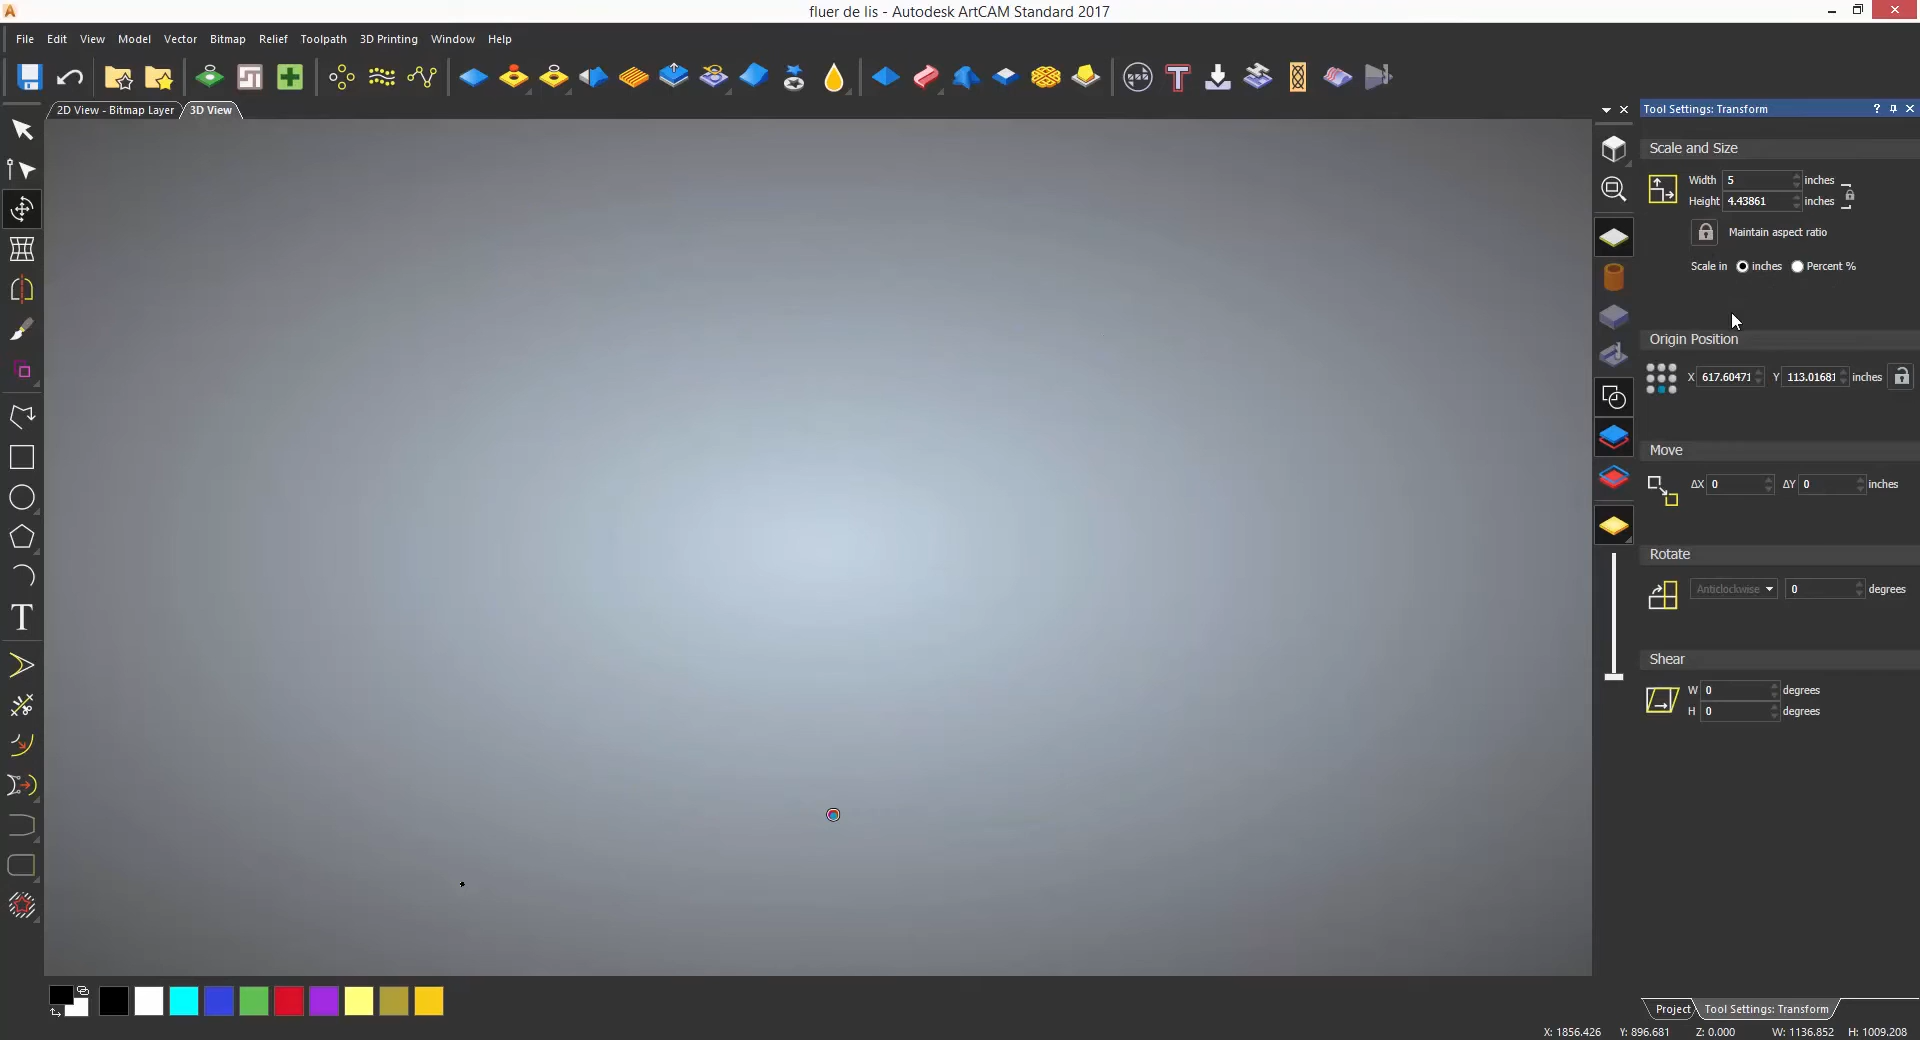 fluer de lis - Autodesk ArtCAM Standard 2017
File Edit View Model Vector Bitmap Relief Toolpath 3D Printing Window Help
2D View - Bitmap Layer 3D View
Tool Settings: Transform
Scale and Size
Width 5 inches
Height 4.43861 inches
Maintain aspect ratio
Scale in inches Percent %
Origin Position
X 617.60471 Y 113.01681 inches
Move
ΔX 0 ΔY 0 inches
Rotate
Anticlockwise 0 degrees
Shear
W 0 degrees
H 0 degrees
Project Tool Settings: Transform
X: 1856.426 Y: 896.681 Z: 0.000 W: 1136.852 H: 1009.208